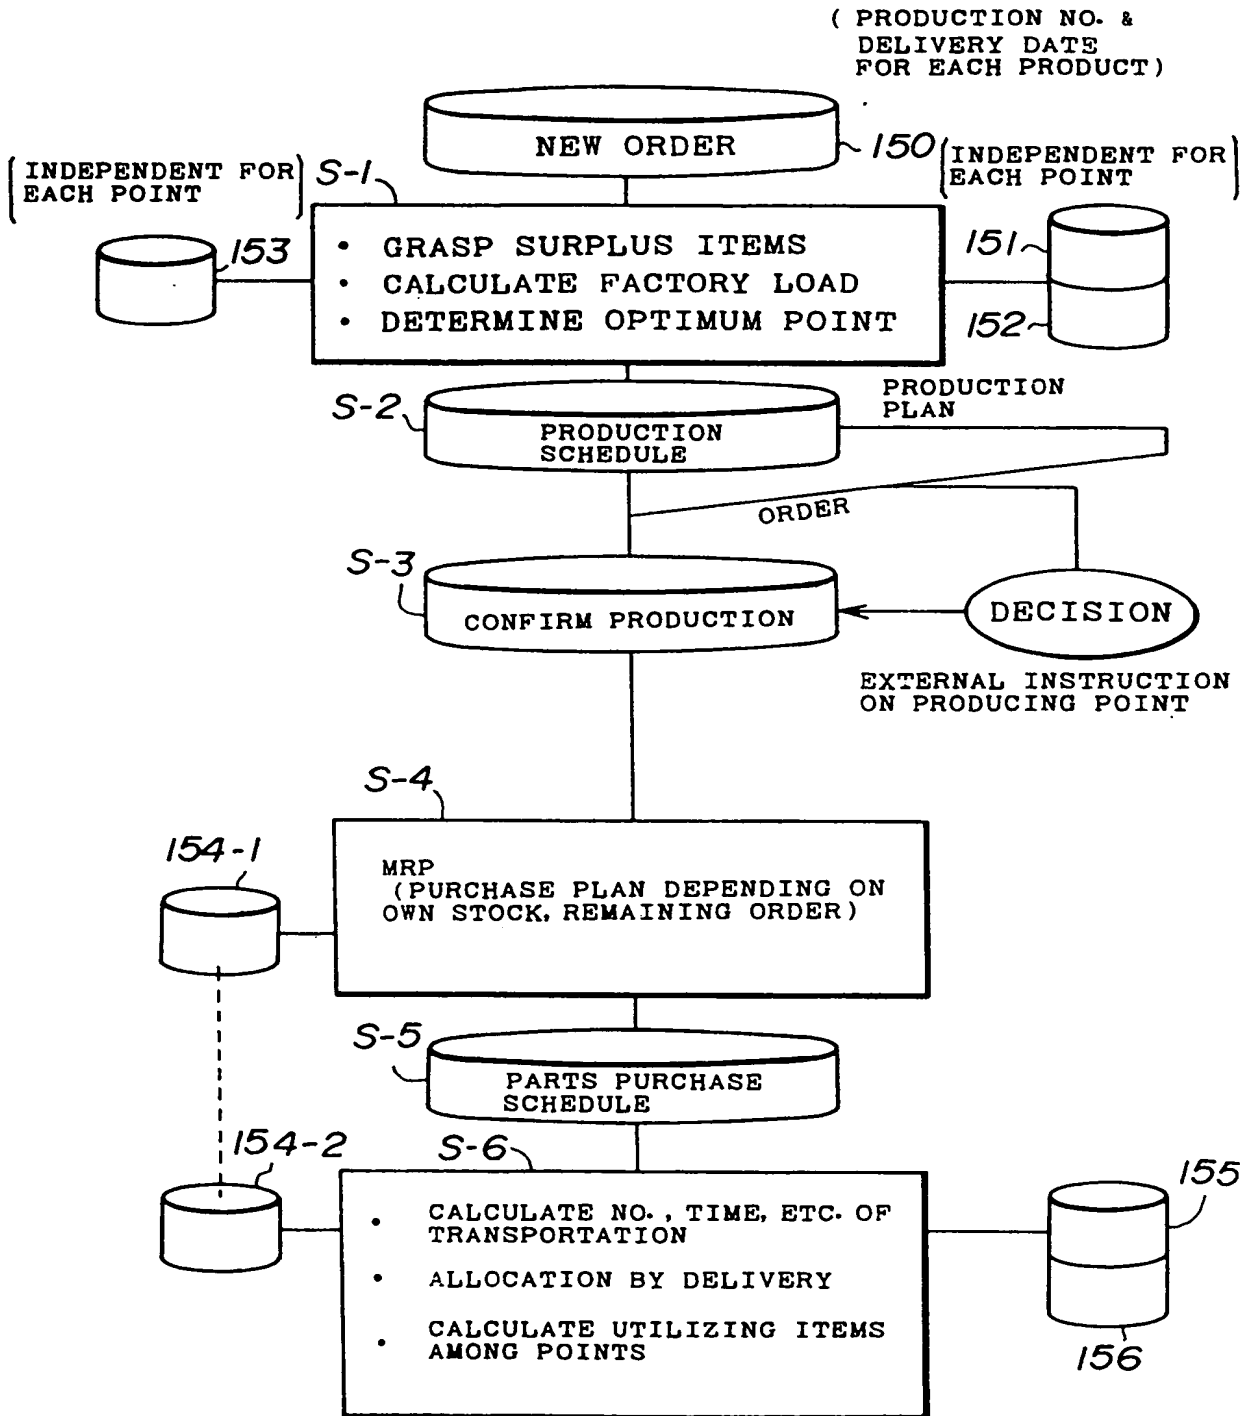 ( PRODUCTION NO. &
DELIVERY DATE
FOR EACH PRODUCT)
NEW ORDER
150
(INDEPENDENT FOR
EACH POINT)
S-1
(INDEPENDENT FOR
EACH POINT)
153
• GRASP SURPLUS ITEMS
• CALCULATE FACTORY LOAD
• DETERMINE OPTIMUM POINT
151
152
S-2
PRODUCTION
SCHEDULE
PRODUCTION
PLAN
ORDER
S-3
CONFIRM PRODUCTION
DECISION
EXTERNAL INSTRUCTION
ON PRODUCING POINT
S-4
154-1
MRP
(PURCHASE PLAN DEPENDING ON
OWN STOCK, REMAINING ORDER)
S-5
PARTS PURCHASE
SCHEDULE
154-2
S-6
155
• CALCULATE NO., TIME, ETC. OF
TRANSPORTATION
• ALLOCATION BY DELIVERY
• CALCULATE UTILIZING ITEMS
AMONG POINTS
156